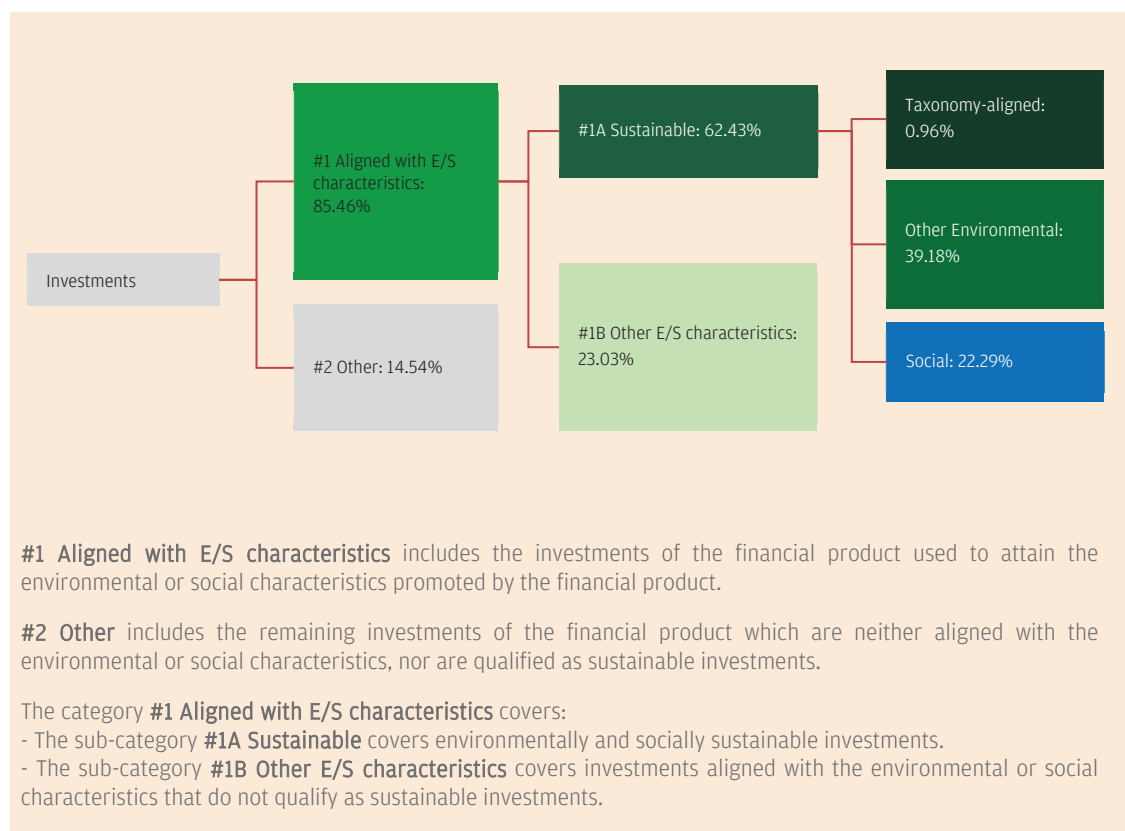 Investments
#1 Aligned with E/S
characteristics:
85.46%
#2 Other: 14.54%
#1A Sustainable: 62.43%
#1B Other E/S characteristics:
23.03%
Taxonomy-aligned:
0.96%
Other Environmental:
39.18%
Social: 22.29%
#1 Aligned with E/S characteristics includes the investments of the financial product used to attain the
environmental or social characteristics promoted by the financial product.
#2 Other includes the remaining investments of the financial product which are neither aligned with the
environmental or social characteristics, nor are qualified as sustainable investments.
The category #1 Aligned with E/S characteristics covers:
- The sub-category #1A Sustainable covers environmentally and socially sustainable investments.
- The sub-category #1B Other E/S characteristics covers investments aligned with the environmental or social
characteristics that do not qualify as sustainable investments.